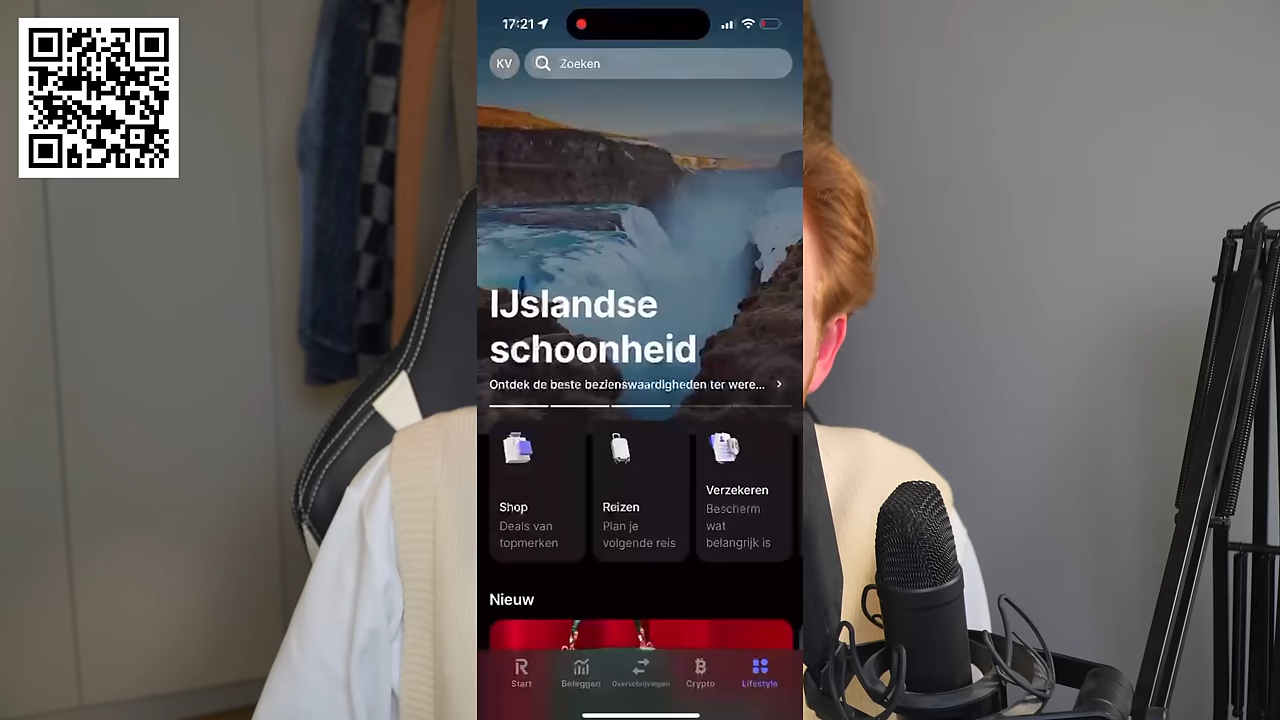 17:21
KV
Zoeken
IJslandse
schoonheid
Ontdek de beste bezienswaardigheden ter were...
Shop
Deals van
topmerken
Reizen
Plan je
volgende reis
Verzekeren
Bescherm
wat
belangrijk is
Nieuw
Start
Beleggen
Overschrijvingen
Crypto
Lifestyle